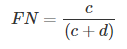 FN = c / (c + d)